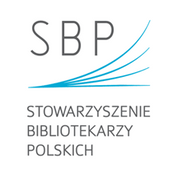 SBP
STOWARZYSZENIE
BIBLIOTEKARZY
POLSKICH